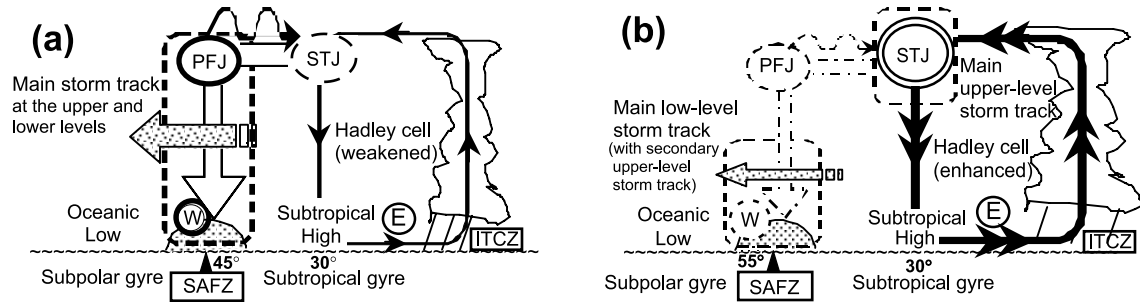 (a)
PFJ
STJ
Main storm track
at the upper and
lower levels
Hadley cell
(weakened)
W
Oceanic
Low
Subtropical
High
E
ITCZ
45°
30°
Subpolar gyre
SAFZ
Subtropical gyre
(b)
PFJ
STJ
Main
upper-level
storm track
Main low-level
storm track
(with secondary
upper-level
storm track)
Hadley cell
(enhanced)
W
Oceanic
Low
Subtropical
High
E
ITCZ
55°
30°
Subpolar gyre
SAFZ
Subtropical gyre